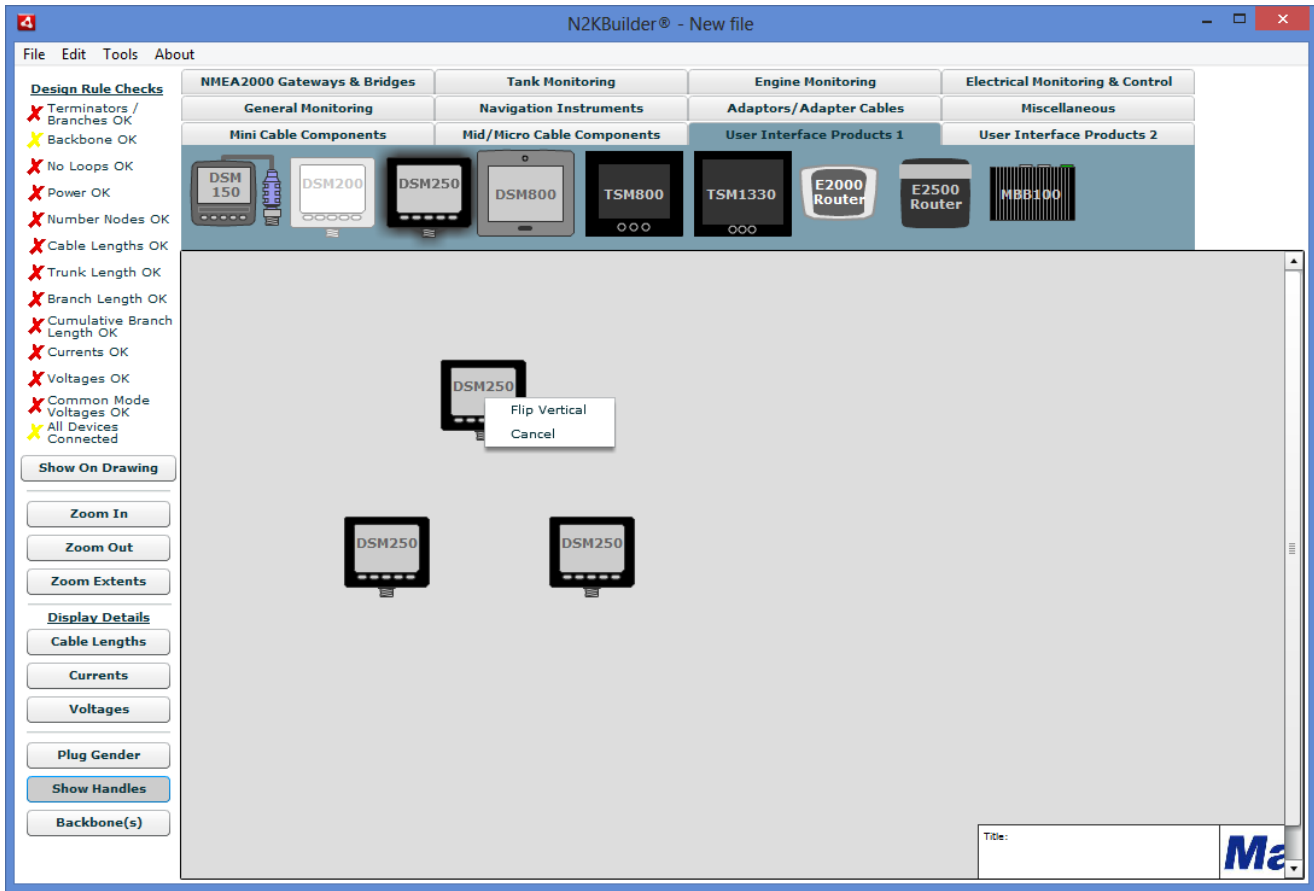 N2KBuilder® - New file
File Edit Tools About
Design Rule Checks
Terminators /
Branches OK
Backbone OK
No Loops OK
Power OK
Number Nodes OK
Cable Lengths OK
Trunk Length OK
Branch Length OK
Cumulative Branch
Length OK
Currents OK
Voltages OK
Common Mode
Voltages OK
All Devices
Connected
Show On Drawing
Zoom In
Zoom Out
Zoom Extents
Display Details
Cable Lengths
Currents
Voltages
Plug Gender
Show Handles
Backbone(s)
NMEA2000 Gateways & Bridges Tank Monitoring Engine Monitoring Electrical Monitoring & Control
General Monitoring Navigation Instruments Adaptors/Adapter Cables Miscellaneous
Mini Cable Components Mid/Micro Cable Components User Interface Products 1 User Interface Products 2
DSM
150
DSM200
DSM250
DSM800
TSM800
TSM1330
E2000
Router
E2500
Router
MBB100
DSM250
Flip Vertical
Cancel
DSM250 DSM250
Title:
Ma